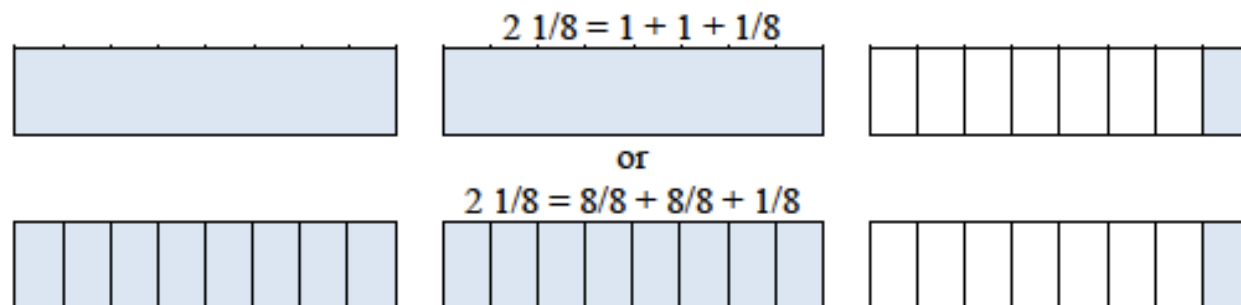 2 1/8 = 1 + 1 + 1/8
or
2 1/8 = 8/8 + 8/8 + 1/8